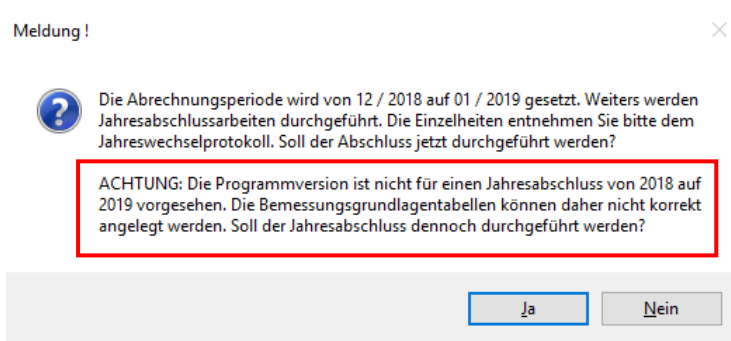 Meldung !
Die Abrechnungsperiode wird von 12 / 2018 auf 01 / 2019 gesetzt. Weiters werden
Jahresabschlussarbeiten durchgeführt. Die Einzelheiten entnehmen Sie bitte dem
Jahreswechselprotokoll. Soll der Abschluss jetzt durchgeführt werden?
ACHTUNG: Die Programmversion ist nicht für einen Jahresabschluss von 2018 auf
2019 vorgesehen. Die Bemessungsgrundlagentabellen können daher nicht korrekt
angelegt werden. Soll der Jahresabschluss dennoch durchgeführt werden?
Ja
Nein